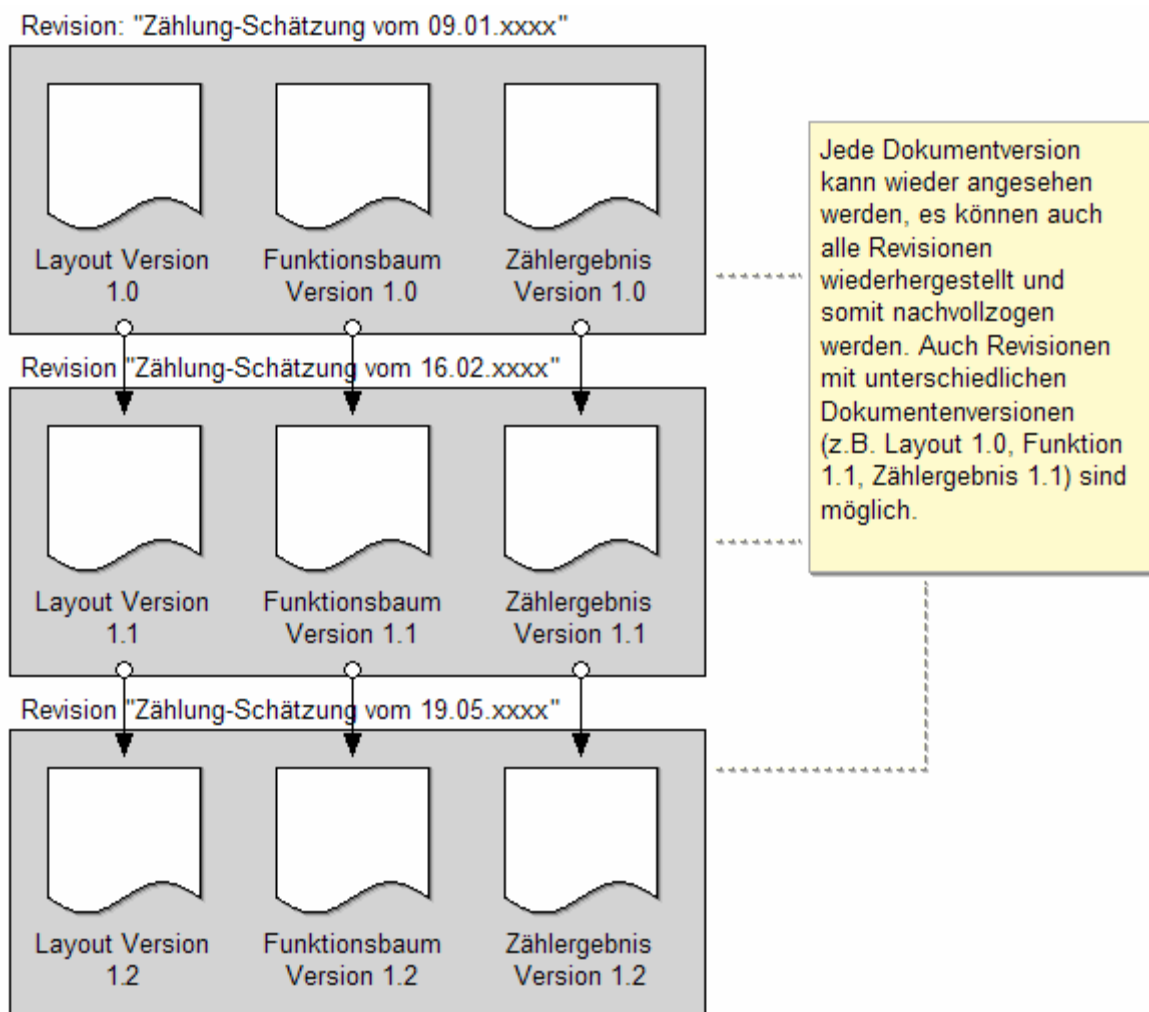 Revision: "Zählung-Schätzung vom 09.01.xxxx"
Layout Version
1.0
Funktionsbaum
Version 1.0
Zählergebnis
Version 1.0
Jede Dokumentversion
kann wieder angesehen
werden, es können auch
alle Revisionen
wiederhergestellt und
somit nachvollzogen
werden. Auch Revisionen
mit unterschiedlichen
Dokumentenversionen
(z.B. Layout 1.0, Funktion
1.1, Zählergebnis 1.1) sind
möglich.
Revision "Zählung-Schätzung vom 16.02.xxxx"
Layout Version
1.1
Funktionsbaum
Version 1.1
Zählergebnis
Version 1.1
Revision "Zählung-Schätzung vom 19.05.xxxx"
Layout Version
1.2
Funktionsbaum
Version 1.2
Zählergebnis
Version 1.2